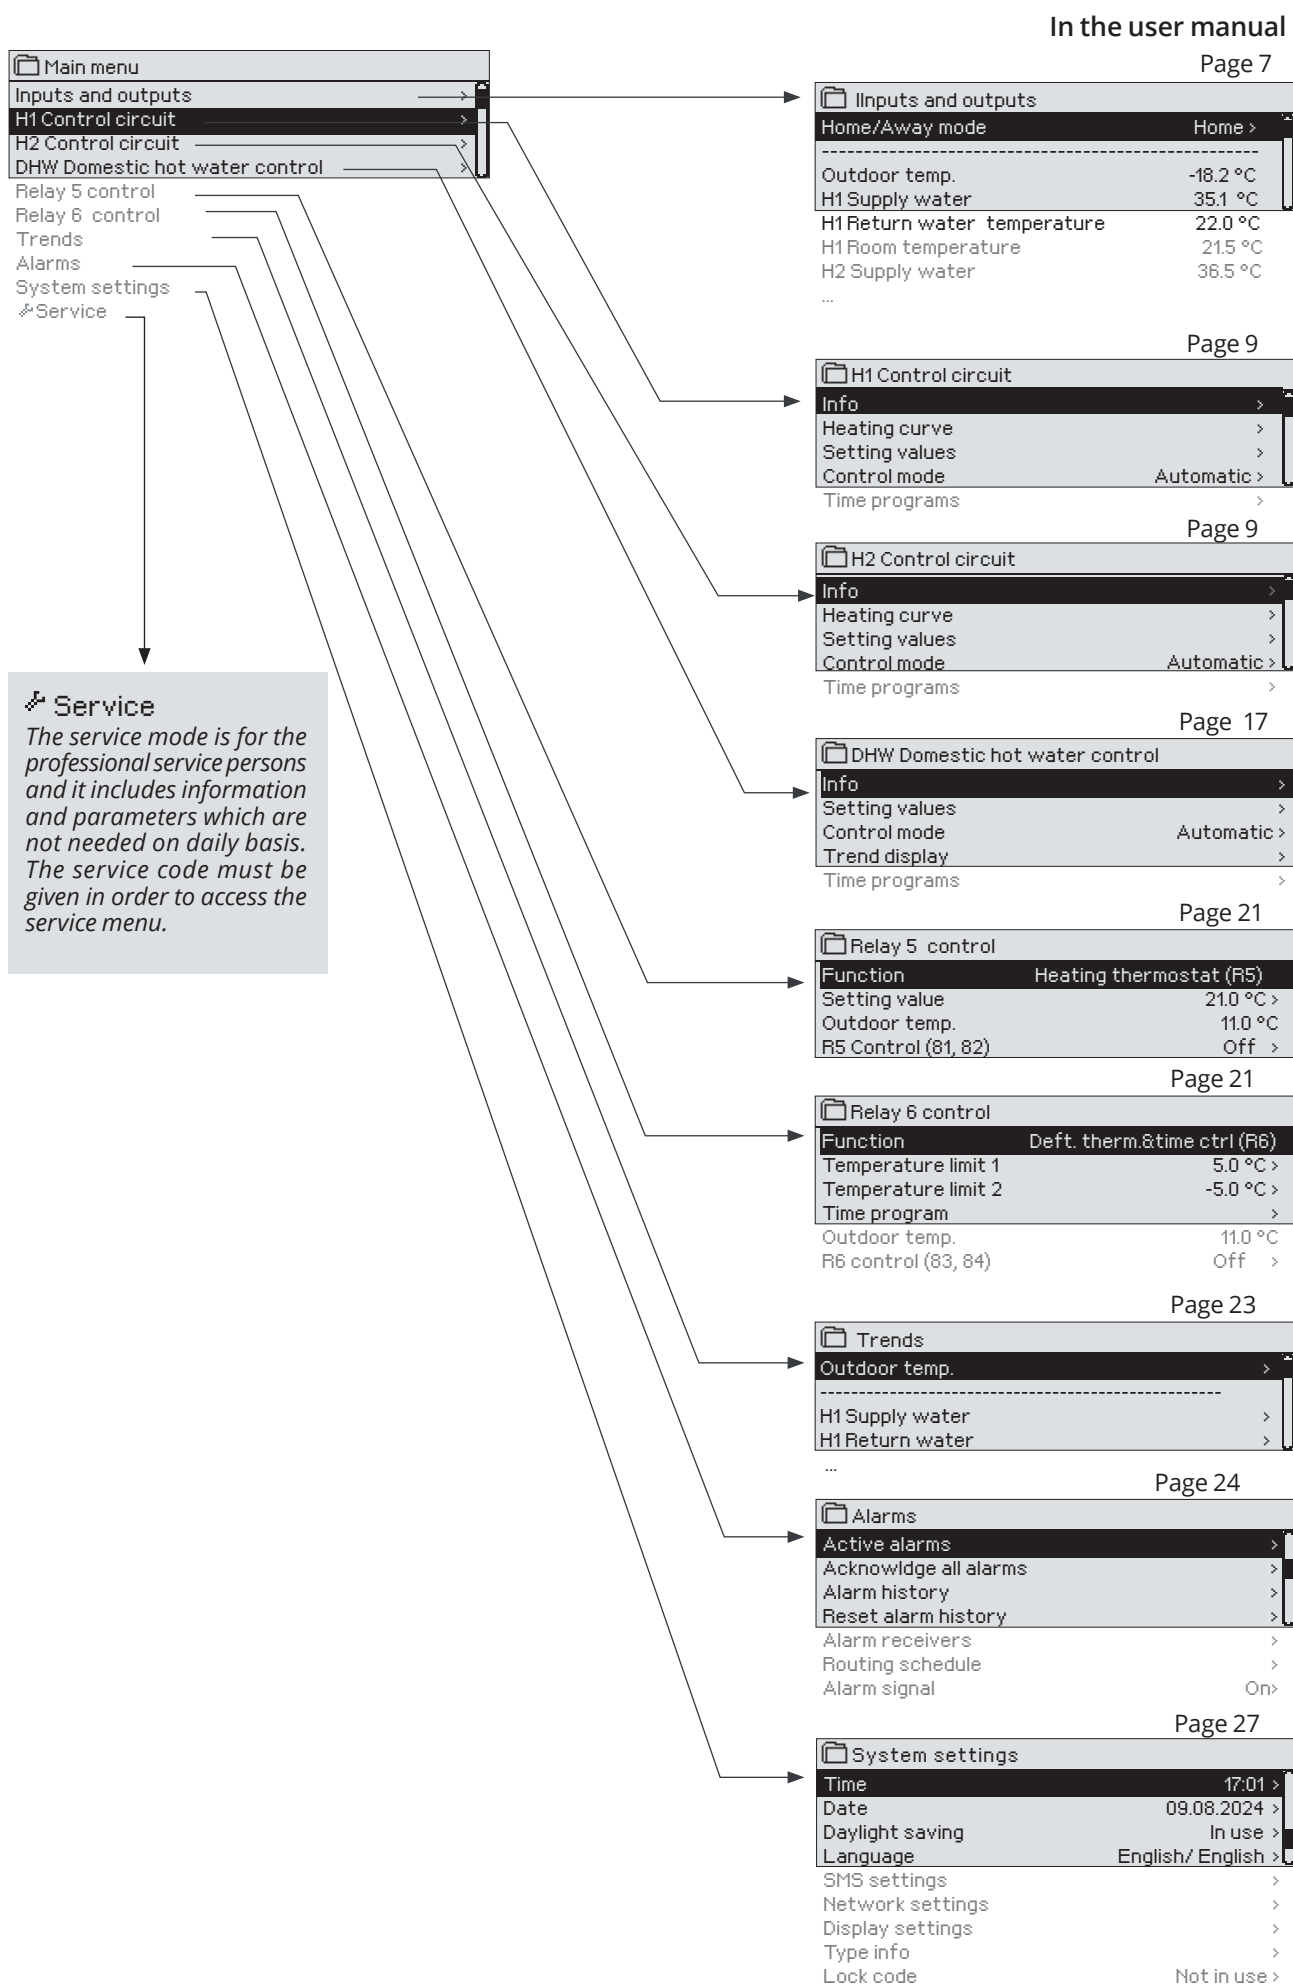 In the user manual
Main menu
Inputs and outputs >
H1 Control circuit >
H2 Control circuit >
DHW Domestic hot water control >
Relay 5 control
Relay 6 control
Trends
Alarms
System settings
Service
Service
The service mode is for the
professional service persons
and it includes information
and parameters which are
not needed on daily basis.
The service code must be
given in order to access the
service menu.
Page 7
IInputs and outputs
Home/Away mode Home >
Outdoor temp. -18.2 °C
H1 Supply water 35.1 °C
H1 Return water temperature 22.0 °C
H1 Room temperature 21.5 °C
H2 Supply water 36.5 °C
...
Page 9
H1 Control circuit
Info >
Heating curve >
Setting values >
Control mode Automatic >
Time programs >
Page 9
H2 Control circuit
Info >
Heating curve >
Setting values >
Control mode Automatic >
Time programs >
Page 17
DHW Domestic hot water control
Info >
Setting values >
Control mode Automatic >
Trend display >
Time programs >
Page 21
Relay 5 control
Function Heating thermostat (R5)
Setting value 21.0 °C >
Outdoor temp. 11.0 °C
R5 Control (81, 82) Off >
Page 21
Relay 6 control
Function Deft. therm.&time ctrl (R6)
Temperature limit 1 5.0 °C >
Temperature limit 2 -5.0 °C >
Time program >
Outdoor temp. 11.0 °C
R6 control (83, 84) Off >
Page 23
Trends
Outdoor temp. >
H1 Supply water >
H1 Return water >
...
Page 24
Alarms
Active alarms >
Acknowldge all alarms >
Alarm history >
Reset alarm history >
Alarm receivers >
Routing schedule >
Alarm signal On>
Page 27
System settings
Time 17:01 >
Date 09.08.2024 >
Daylight saving In use >
Language English/ English >
SMS settings >
Network settings >
Display settings >
Type info >
Lock code Not in use >